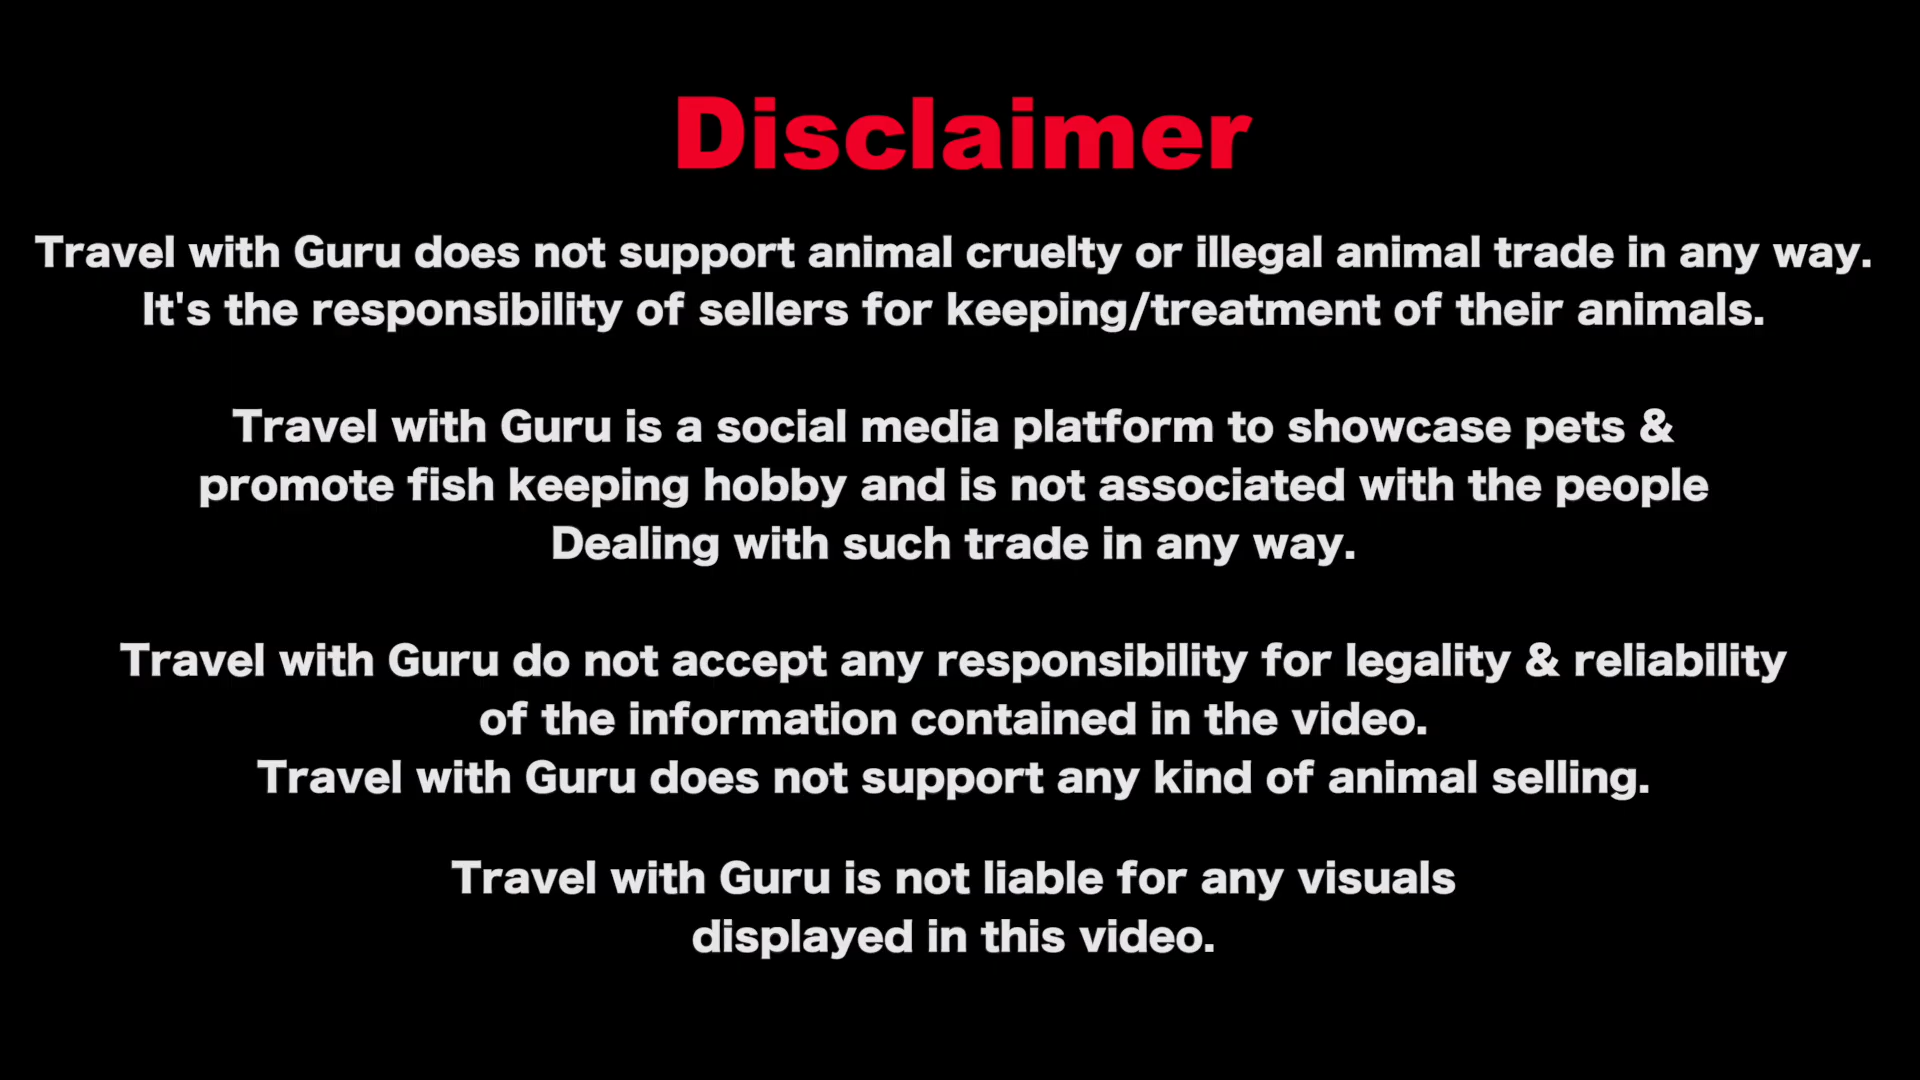 Disclaimer
Travel with Guru does not support animal cruelty or illegal animal trade in any way.
It's the responsibility of sellers for keeping/treatment of their animals.
Travel with Guru is a social media platform to showcase pets &
promote fish keeping hobby and is not associated with the people
Dealing with such trade in any way.
Travel with Guru do not accept any responsibility for legality & reliability
of the information contained in the video.
Travel with Guru does not support any kind of animal selling.
Travel with Guru is not liable for any visuals
displayed in this video.